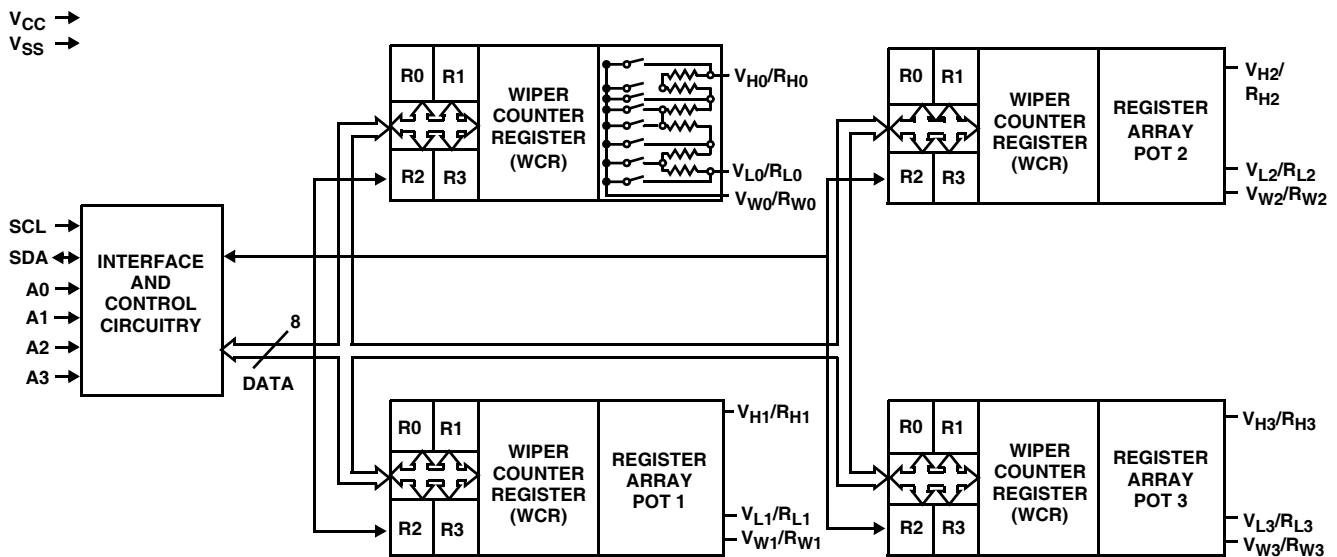 VCC
VSS
R0 R1
R2 R3
WIPER
COUNTER
REGISTER
(WCR)
VH0/RH0
VL0/RL0
VW0/RW0
R0 R1
R2 R3
WIPER
COUNTER
REGISTER
(WCR)
REGISTER
ARRAY
POT 2
VH2/
RH2
VL2/RL2
VW2/RW2
SCL
SDA
A0
A1
A2
A3
INTERFACE
AND
CONTROL
CIRCUITRY
8
DATA
R0 R1
R2 R3
WIPER
COUNTER
REGISTER
(WCR)
REGISTER
ARRAY
POT 1
VH1/RH1
VL1/RL1
VW1/RW1
R0 R1
R2 R3
WIPER
COUNTER
REGISTER
(WCR)
REGISTER
ARRAY
POT 3
VH3/RH3
VL3/RL3
VW3/RW3